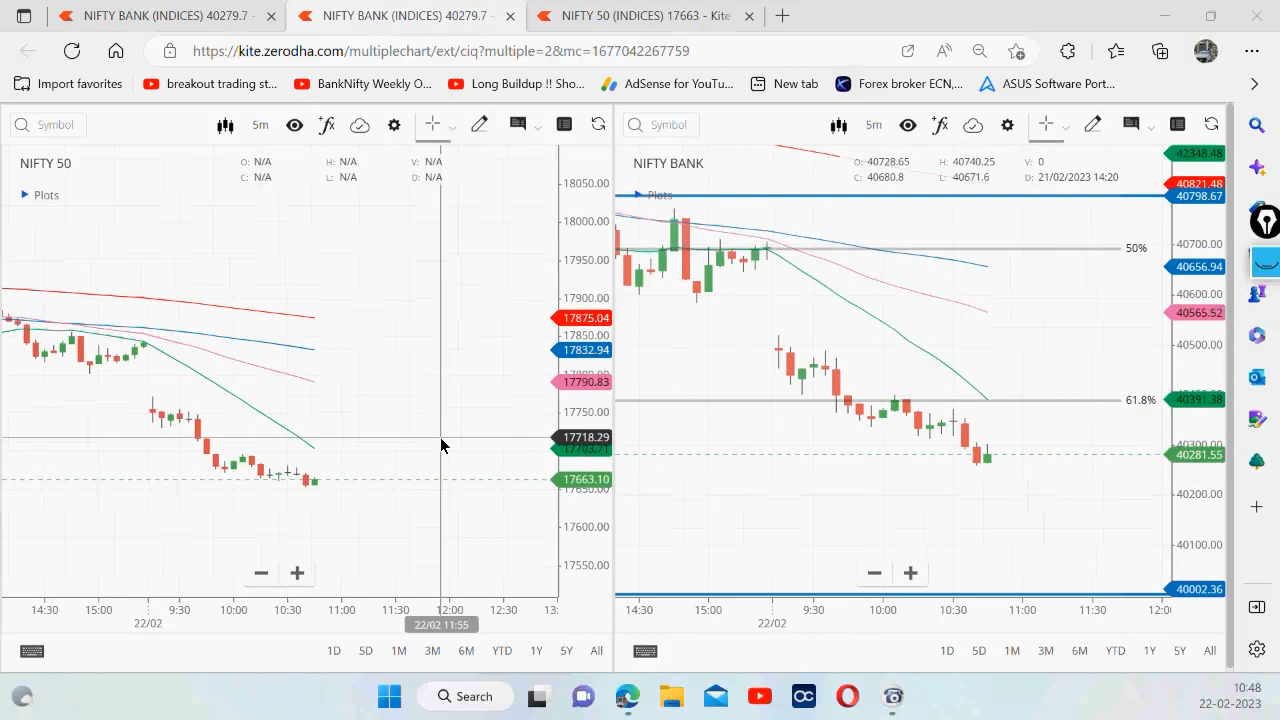 NIFTY BANK (INDICES) 40279.7 -
NIFTY BANK (INDICES) 40279.7 -
NIFTY 50 (INDICES) 17663 - Kite
https://kite.zerodha.com/multiplechart/ext/ciq?multiple=2&mc=1677042267759
Import favorites
breakout trading st...
BankNifty Weekly O...
Long Buildup !! Sho...
AdSense for YouTu...
New tab
Forex broker ECN,...
ASUS Software Port...
Symbol
5m
NIFTY 50
O: N/A H: N/A V: N/A
C: N/A L: N/A D: N/A
Plots
18050.00
18000.00
17950.00
17900.00
17875.04
17850.00
17832.94
17790.83
17750.00
17718.29
17663.10
17650.00
17600.00
17550.00
14:30 15:00 9:30 10:00 10:30 11:00 11:30 12:00 12:30 13:
22/02
22/02 11:55
1D 5D 1M 3M 6M YTD 1Y 5Y All
Symbol
5m
NIFTY BANK
O: 40728.65 H: 40740.25 V: 0
C: 40680.8 L: 40671.6 D: 21/02/2023 14:20
Plots
42348.48
40821.48
40798.67
50%
40700.00
40656.94
40600.00
40565.52
40500.00
61.8%
40391.38
40300.00
40281.55
40200.00
40100.00
40002.36
14:30 15:00 9:30 10:00 10:30 11:00 12:0
22/02
1D 5D 1M 3M 6M YTD 1Y 5Y All
Search
10:48
22-02-2023